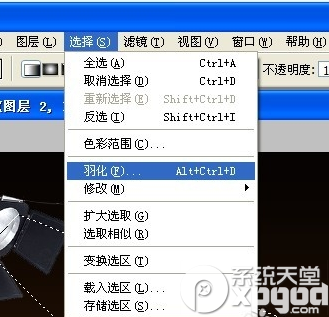 图层(L) 选择(S) 滤镜(T) 视图(V) 窗口(W) 帮助(H)
不透明度: 1
图层 2,
全选(A) Ctrl+A
取消选择(D) Ctrl+D
重新选择(E) Shift+Ctrl+D
反选(I) Shift+Ctrl+I
色彩范围(C)...
羽化(F)... Alt+Ctrl+D
修改(M)
扩大选取(G)
选取相似(R)
变换选区(T)
载入选区(L)...
存储选区(S)...
系统天堂
xpgod
.com